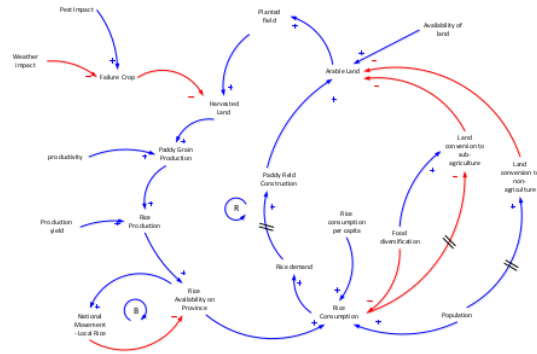 Pest Impact
Planted
field
Availability of
land
Weather
impact
Failure Crop
Arable Land
Harvested
Land
Land
conversion to
sub-
agriculture
Land
conversion to
non-
agriculture
productivity
Paddy Grain
Production
Paddy Field
Construction
Production
yield
Rice
Production
R
Rice
consumption
per capita
Food
diversification
Rice demand
Rice
Availability on
Province
B
National
Movement
- Local Rice
Rice
Consumption
Population